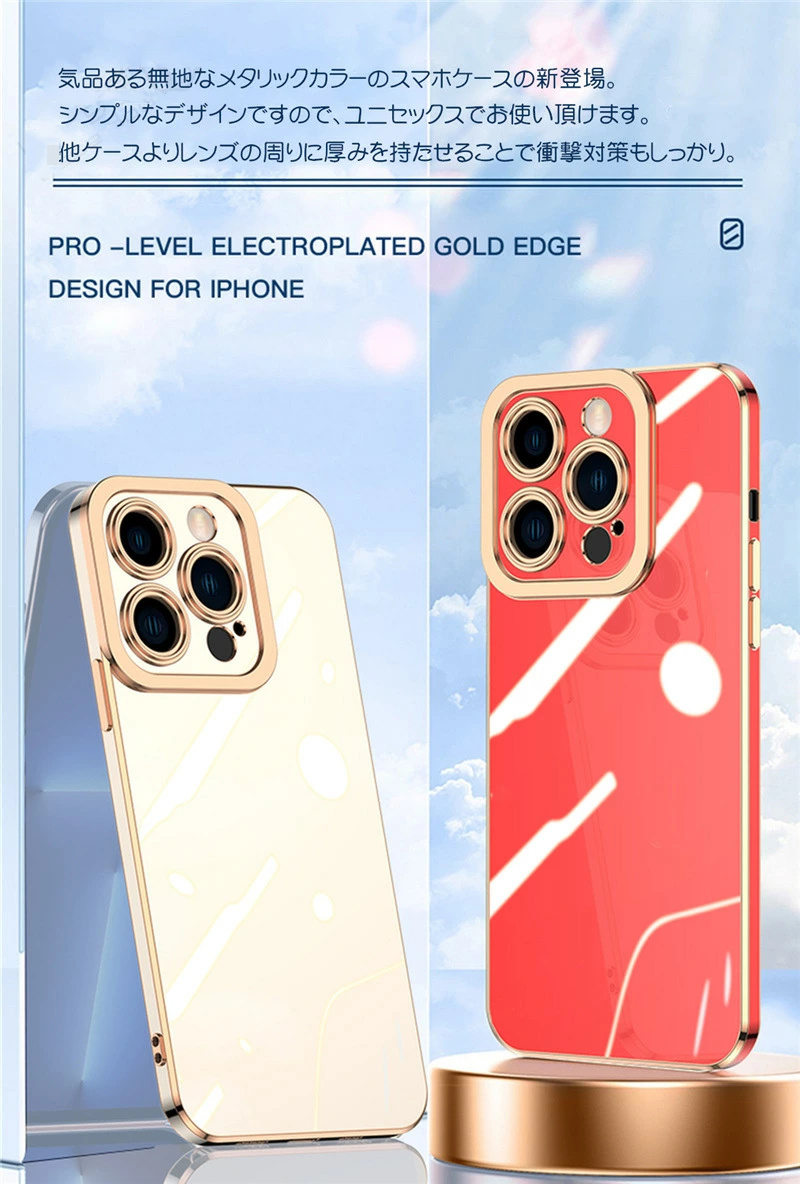 気品ある無地なメタリックカラーのスマホケースの新登場。
シンプルなデザインですので、ユニセックスでお使い頂けます。
他ケースよりレンズの周りに厚みを持たせることで衝撃対策もしっかり。
PRO –LEVEL ELECTROPLATED GOLD EDGE
DESIGN FOR IPHONE